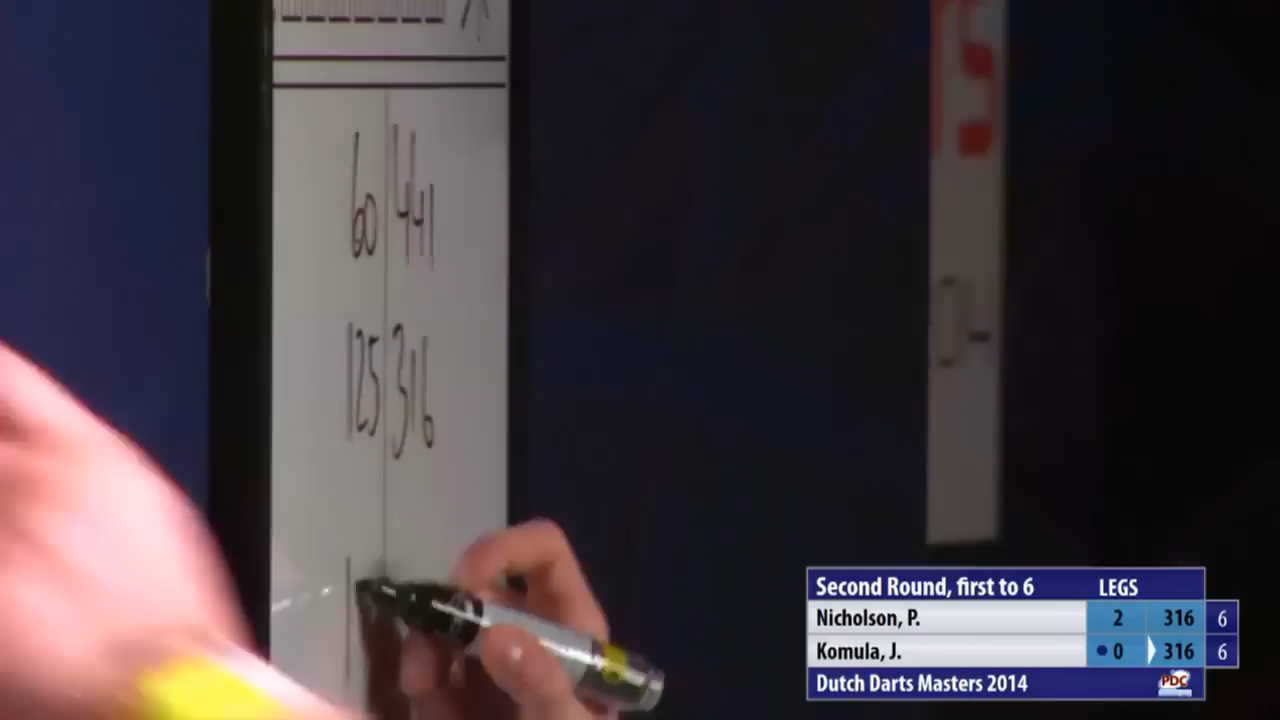 60 441
125 316
1
Second Round, first to 6 LEGS
Nicholson, P. 2 316 6
Komula, J. 0 316 6
Dutch Darts Masters 2014
PDC